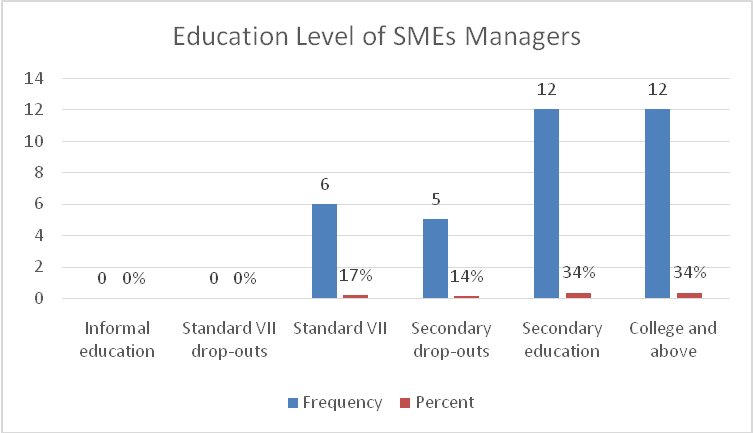 Education Level of SMEs Managers
14
12
10
8
6
4
2
0
0 0%
0 0%
6
17%
5
14%
12
34%
12
34%
Informal
education
Standard VII
drop-outs
Standard VII
Secondary
drop-outs
Secondary
education
College and
above
Frequency Percent